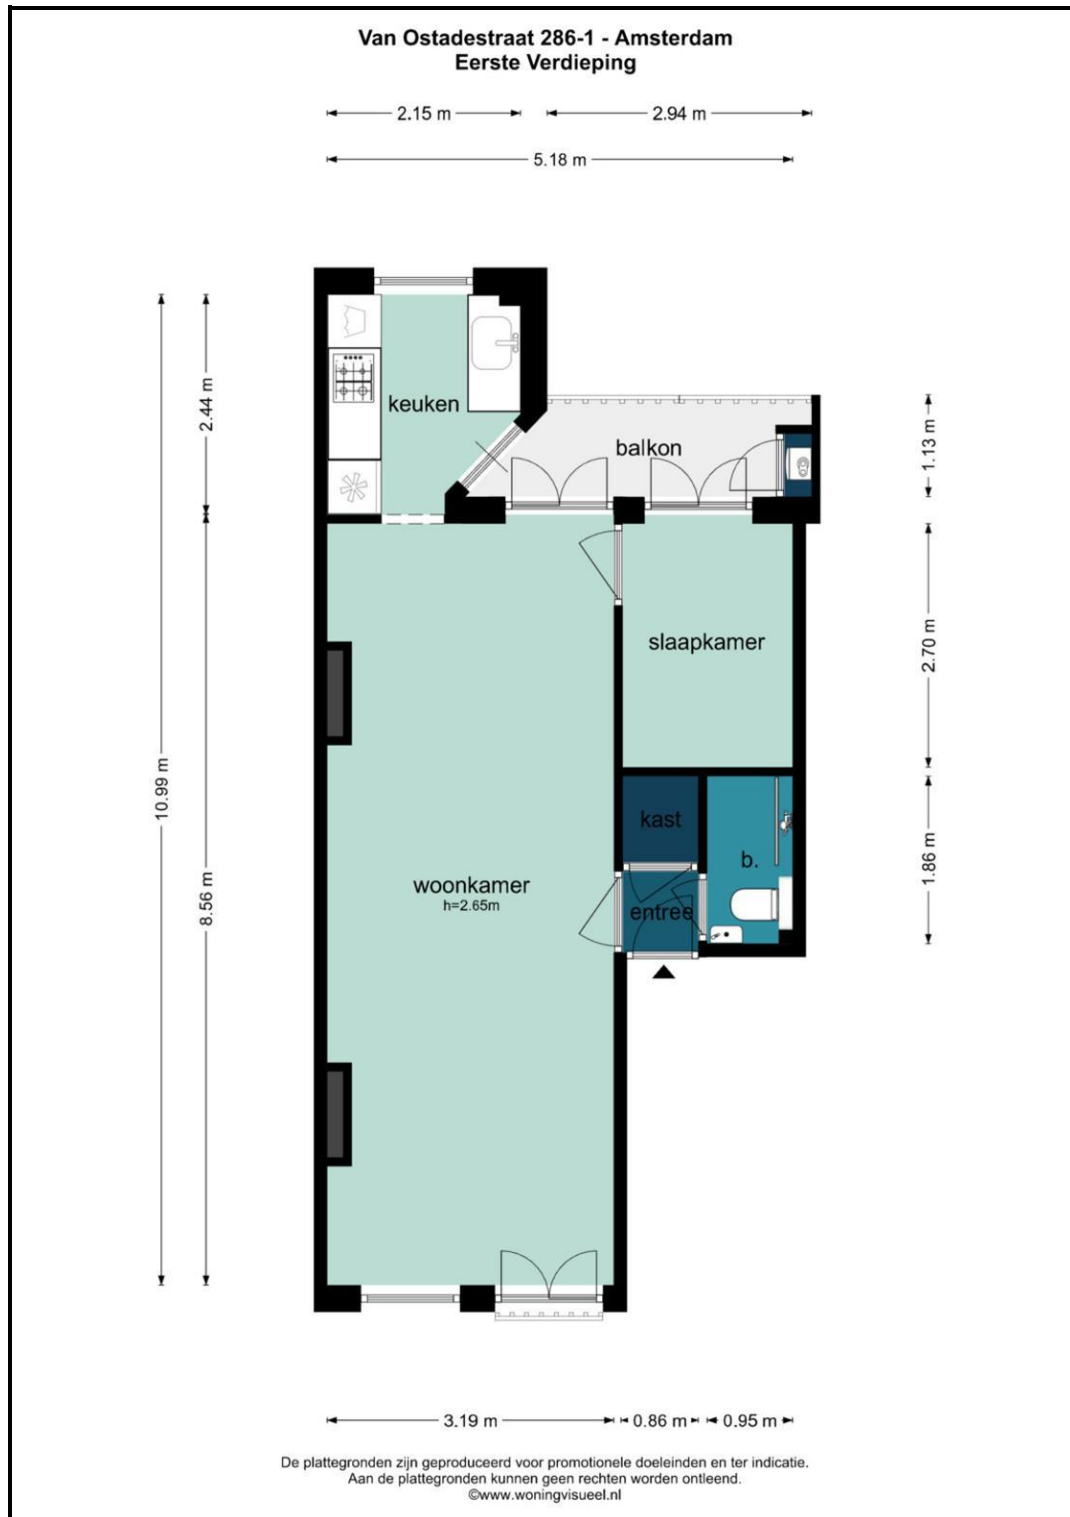 Van Ostadestraat 286-1 - Amsterdam
Eerste Verdieping
2.15 m
2.94 m
5.18 m
keuken
balkon
2.44 m
1.13 m
slaapkamer
2.70 m
10.99 m
kast
b.
1.86 m
woonkamer
h=2.65m
entree
8.56 m
3.19 m
0.86 m
0.95 m
De plattegronden zijn geproduceerd voor promotionele doeleinden en ter indicatie.
Aan de plattegronden kunnen geen rechten worden ontleend.
©www.woningvisueel.nl